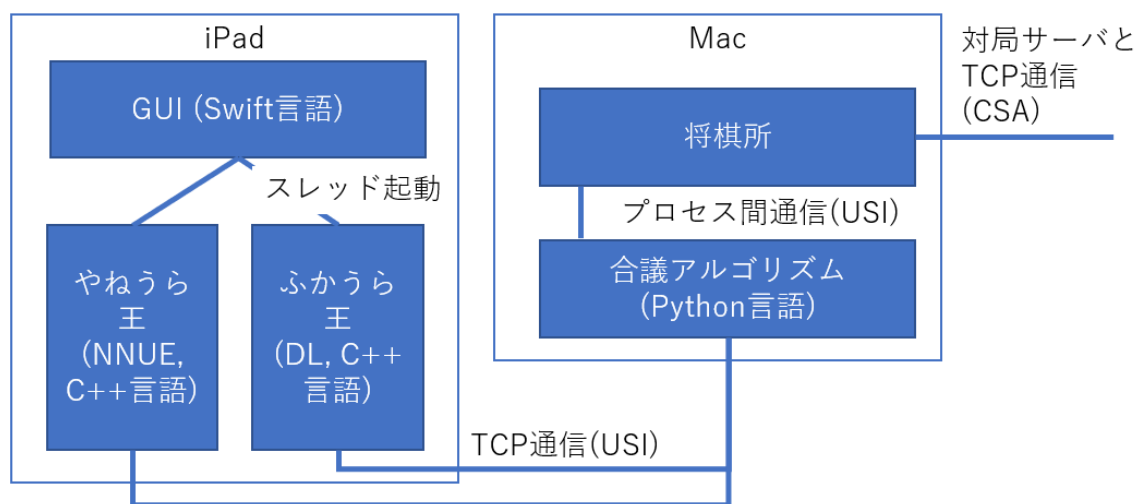 iPad
GUI (Swift言語)
スレッド起動
やねうら
王
(NNUE,
C++言語)
ふかうら
王
(DL, C++
言語)
TCP通信(USI)
Mac
将棋所
プロセス間通信(USI)
合議アルゴリズム
(Python言語)
対局サーバと
TCP通信
(CSA)